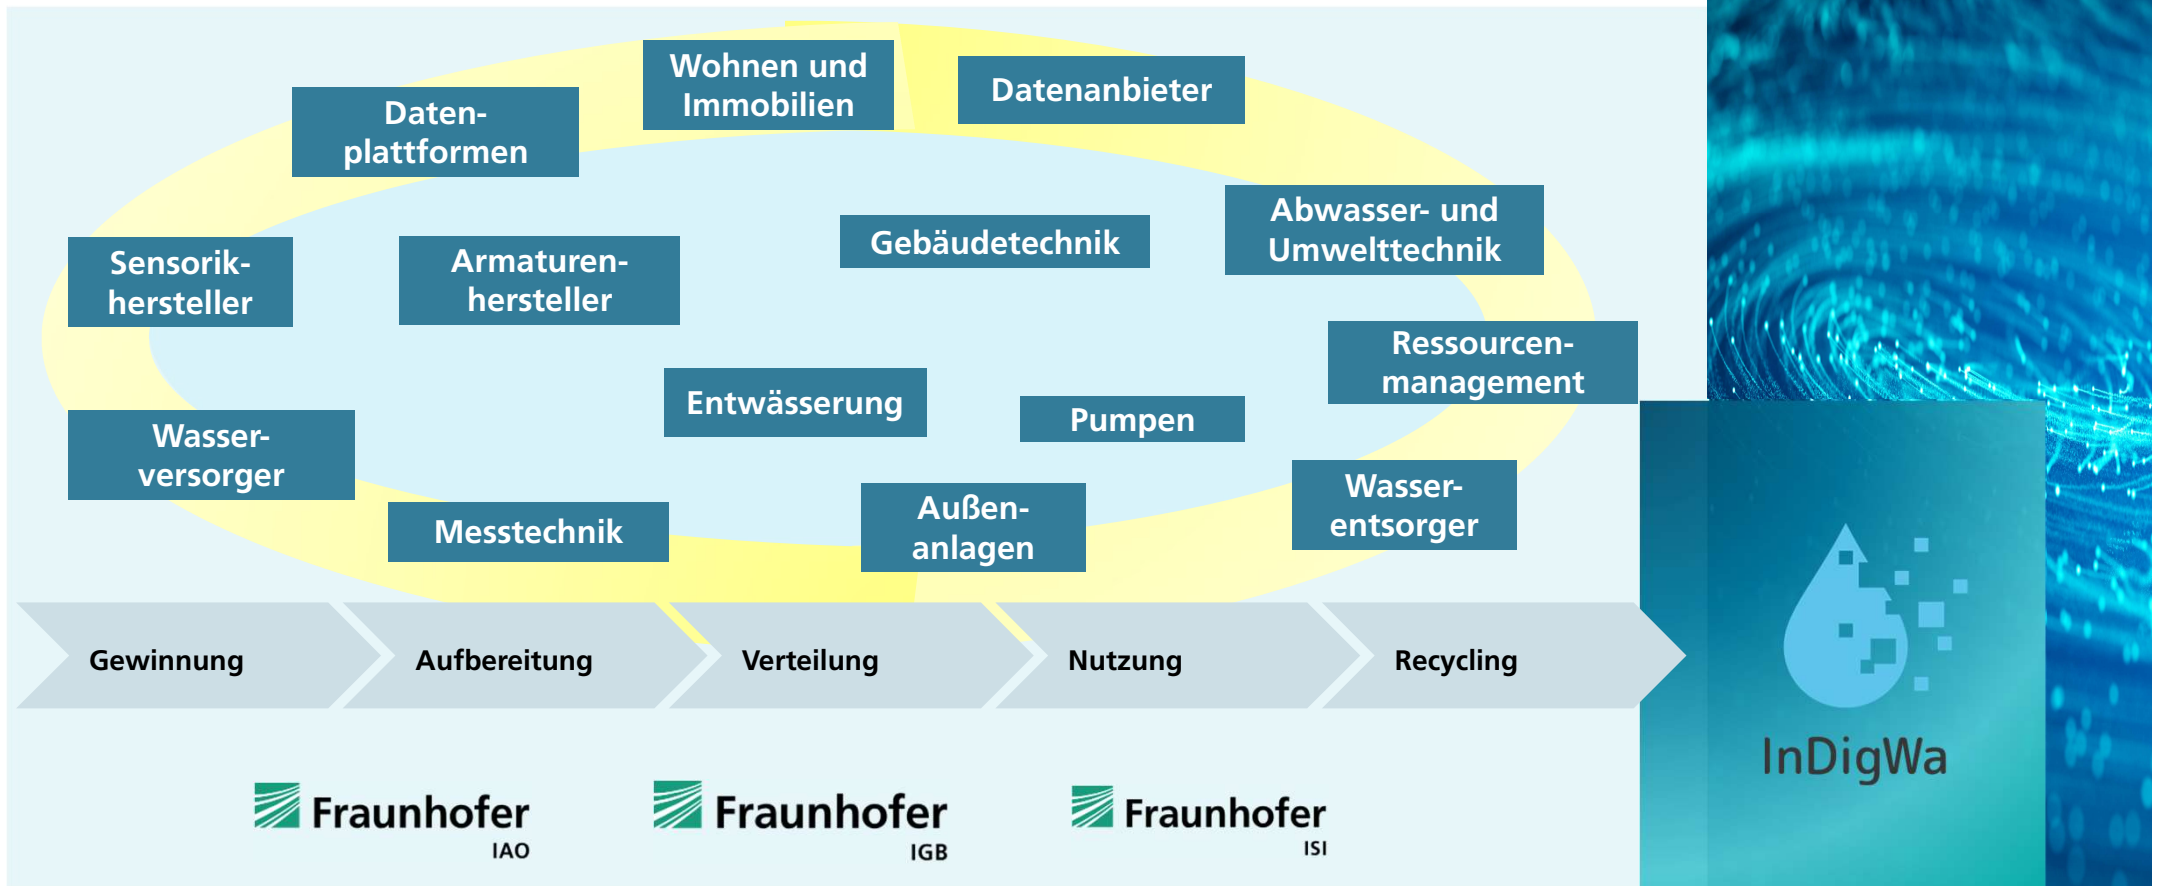 Wohnen und
Immobilien
Datenanbieter
Daten-
plattformen
Abwasser- und
Umwelttechnik
Gebäudetechnik
Sensorik-
hersteller
Armaturen-
hersteller
Ressourcen-
management
Entwässerung
Pumpen
Wasser-
versorger
Wasser-
entsorger
Messtechnik
Außen-
anlagen
Gewinnung
Aufbereitung
Verteilung
Nutzung
Recycling
InDigWa
Fraunhofer
IAO
Fraunhofer
IGB
Fraunhofer
ISI